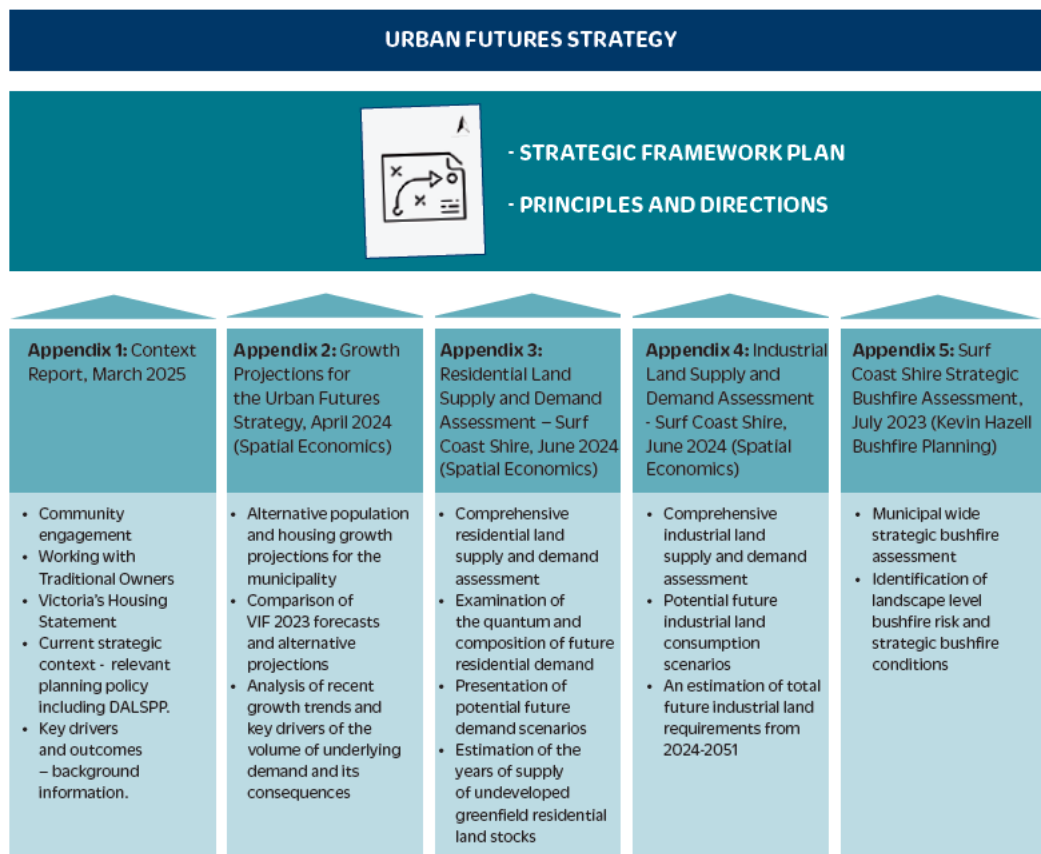 URBAN FUTURES STRATEGY
- STRATEGIC FRAMEWORK PLAN
- PRINCIPLES AND DIRECTIONS
Appendix 1: Context
Report, March 2025
• Community
engagement
• Working with
Traditional Owners
• Victoria's Housing
Statement
• Current strategic
context - relevant
planning policy
including DALSPP.
• Key drivers
and outcomes
– background
information.
Appendix 2: Growth
Projections for
the Urban Futures
Strategy, April 2024
(Spatial Economics)
• Alternative population
and housing growth
projections for the
municipality
• Comparison of
VIF 2023 forecasts
and alternative
projections
• Analysis of recent
growth trends and
key drivers of the
volume of underlying
demand and its
consequences
Appendix 3:
Residential Land
Supply and Demand
Assessment – Surf
Coast Shire, June 2024
(Spatial Economics)
• Comprehensive
residential land
supply and demand
assessment
• Examination of
the quantum and
composition of future
residential demand
• Presentation of
potential future
demand scenarios
• Estimation of the
years of supply
of undeveloped
greenfield residential
land stocks
Appendix 4: Industrial
Land Supply and
Demand Assessment
- Surf Coast Shire,
June 2024 (Spatial
Economics)
• Comprehensive
industrial land
supply and demand
assessment
• Potential future
industrial land
consumption
scenarios
• An estimation of total
future industrial land
requirements from
2024-2051
Appendix 5: Surf
Coast Shire Strategic
Bushfire Assessment,
July 2023 (Kevin Hazell
Bushfire Planning)
• Municipal wide
strategic bushfire
assessment
• Identification of
landscape level
bushfire risk and
strategic bushfire
conditions